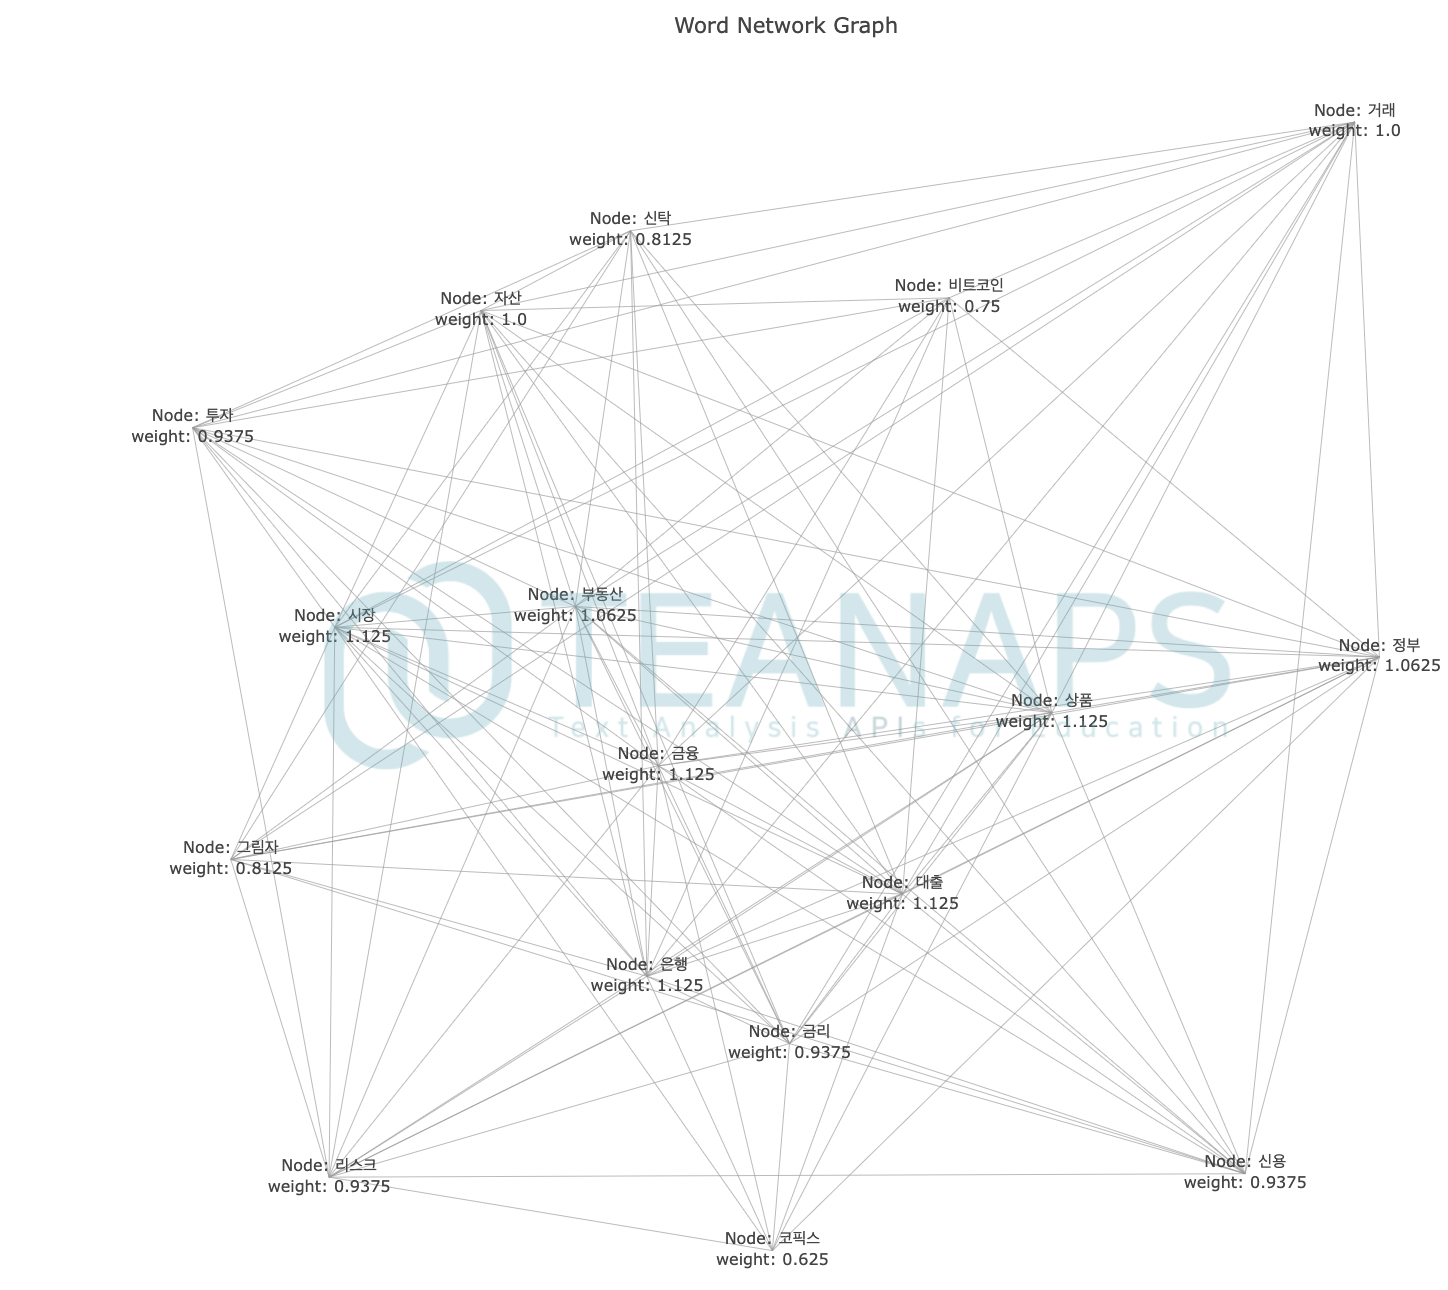 Word Network Graph
Node: 거래
weight: 1.0
Node: 신탁
weight: 0.8125
Node: 비트코인
weight: 0.75
Node: 자산
weight: 1.0
Node: 투자
weight: 0.9375
Node: 부동산
weight: 1.0625
Node: 시장
weight: 1.125
TEANAPS
Text Analysis APIs for Education
Node: 정부
weight: 1.0625
Node: 상품
weight: 1.125
Node: 금융
weight: 1.125
Node: 그림자
weight: 0.8125
Node: 대출
weight: 1.125
Node: 은행
weight: 1.125
Node: 금리
weight: 0.9375
Node: 리스크
weight: 0.9375
Node: 신용
weight: 0.9375
Node: 코픽스
weight: 0.625